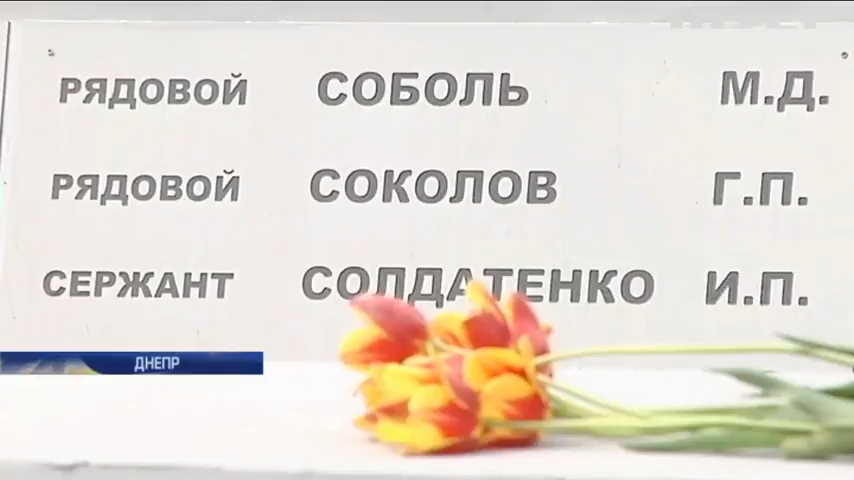 РЯДОВОЙ СОБОЛЬ М.Д.
РЯДОВОЙ СОКОЛОВ Г.П.
СЕРЖАНТ СОЛДАТЕНКО И.П.
ДНЕПР